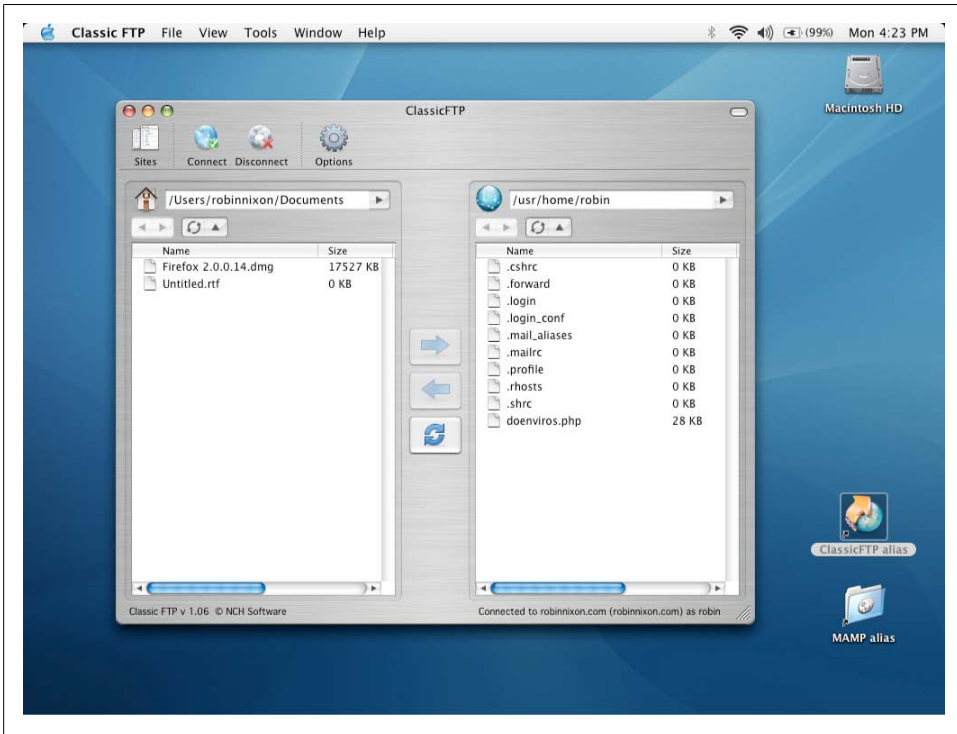 Classic FTP File View Tools Window Help (99%) Mon 4:23 PM
Macintosh HD
ClassicFTP
Sites Connect Disconnect Options
/Users/robinnixon/Documents
Name Size
Firefox 2.0.0.14.dmg 17527 KB
Untitled.rtf 0 KB
/usr/home/robin
Name Size
.cshrc 0 KB
.forward 0 KB
.login 0 KB
.login_conf 0 KB
.mail_aliases 0 KB
.mailrc 0 KB
.profile 0 KB
.rhosts 0 KB
.shrc 0 KB
doenviros.php 28 KB
Classic FTP v 1.06 © NCH Software
Connected to robinnixon.com (robinnixon.com) as robin
ClassicFTP alias
MAMP alias